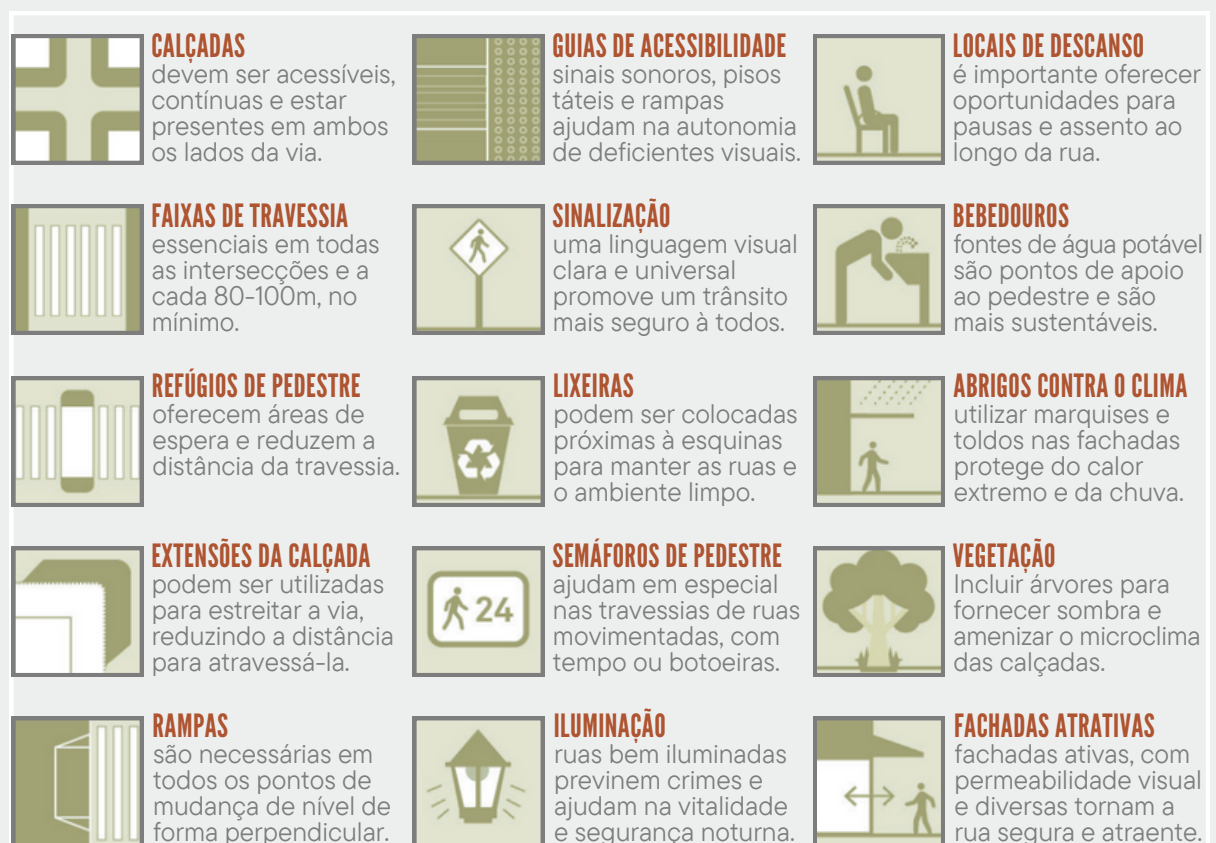 CALÇADAS
devem ser acessíveis,
contínuas e estar
presentes em ambos
os lados da via.
GUIAS DE ACESSIBILIDADE
sinais sonoros, pisos
táteis e rampas
ajudam na autonomia
de deficientes visuais.
LOCAIS DE DESCANSO
é importante oferecer
oportunidades para
pausas e assento ao
longo da rua.
FAIXAS DE TRAVESSIA
essenciais em todas
as intersecções e a
cada 80-100m, no
mínimo.
SINALIZAÇÃO
uma linguagem visual
clara e universal
promove um trânsito
mais seguro à todos.
BEBEDOUROS
fontes de água potável
são pontos de apoio
ao pedestre e são
mais sustentáveis.
REFÚGIOS DE PEDESTRE
oferecem áreas de
espera e reduzem a
distância da travessia.
LIXEIRAS
podem ser colocadas
próximas à esquinas
para manter as ruas e
o ambiente limpo.
ABRIGOS CONTRA O CLIMA
utilizar marquises e
toldos nas fachadas
protege do calor
extremo e da chuva.
EXTENSÕES DA CALÇADA
podem ser utilizadas
para estreitar a via,
reduzindo a distância
para atravessá-la.
24
SEMÁFOROS DE PEDESTRE
ajudam em especial
nas travessias de ruas
movimentadas, com
tempo ou botoeiras.
VEGETAÇÃO
Incluir árvores para
fornecer sombra e
amenizar o microclima
das calçadas.
RAMPAS
são necessárias em
todos os pontos de
mudança de nível de
forma perpendicular.
ILUMINAÇÃO
ruas bem iluminadas
previnem crimes e
ajudam na vitalidade
e segurança noturna.
FACHADAS ATRATIVAS
fachadas ativas, com
permeabilidade visual
e diversas tornam a
rua segura e atraente.